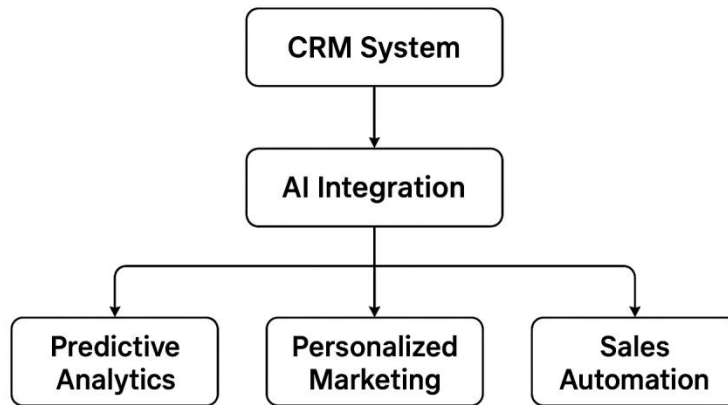 CRM System
AI Integration
Predictive
Analytics
Personalized
Marketing
Sales
Automation